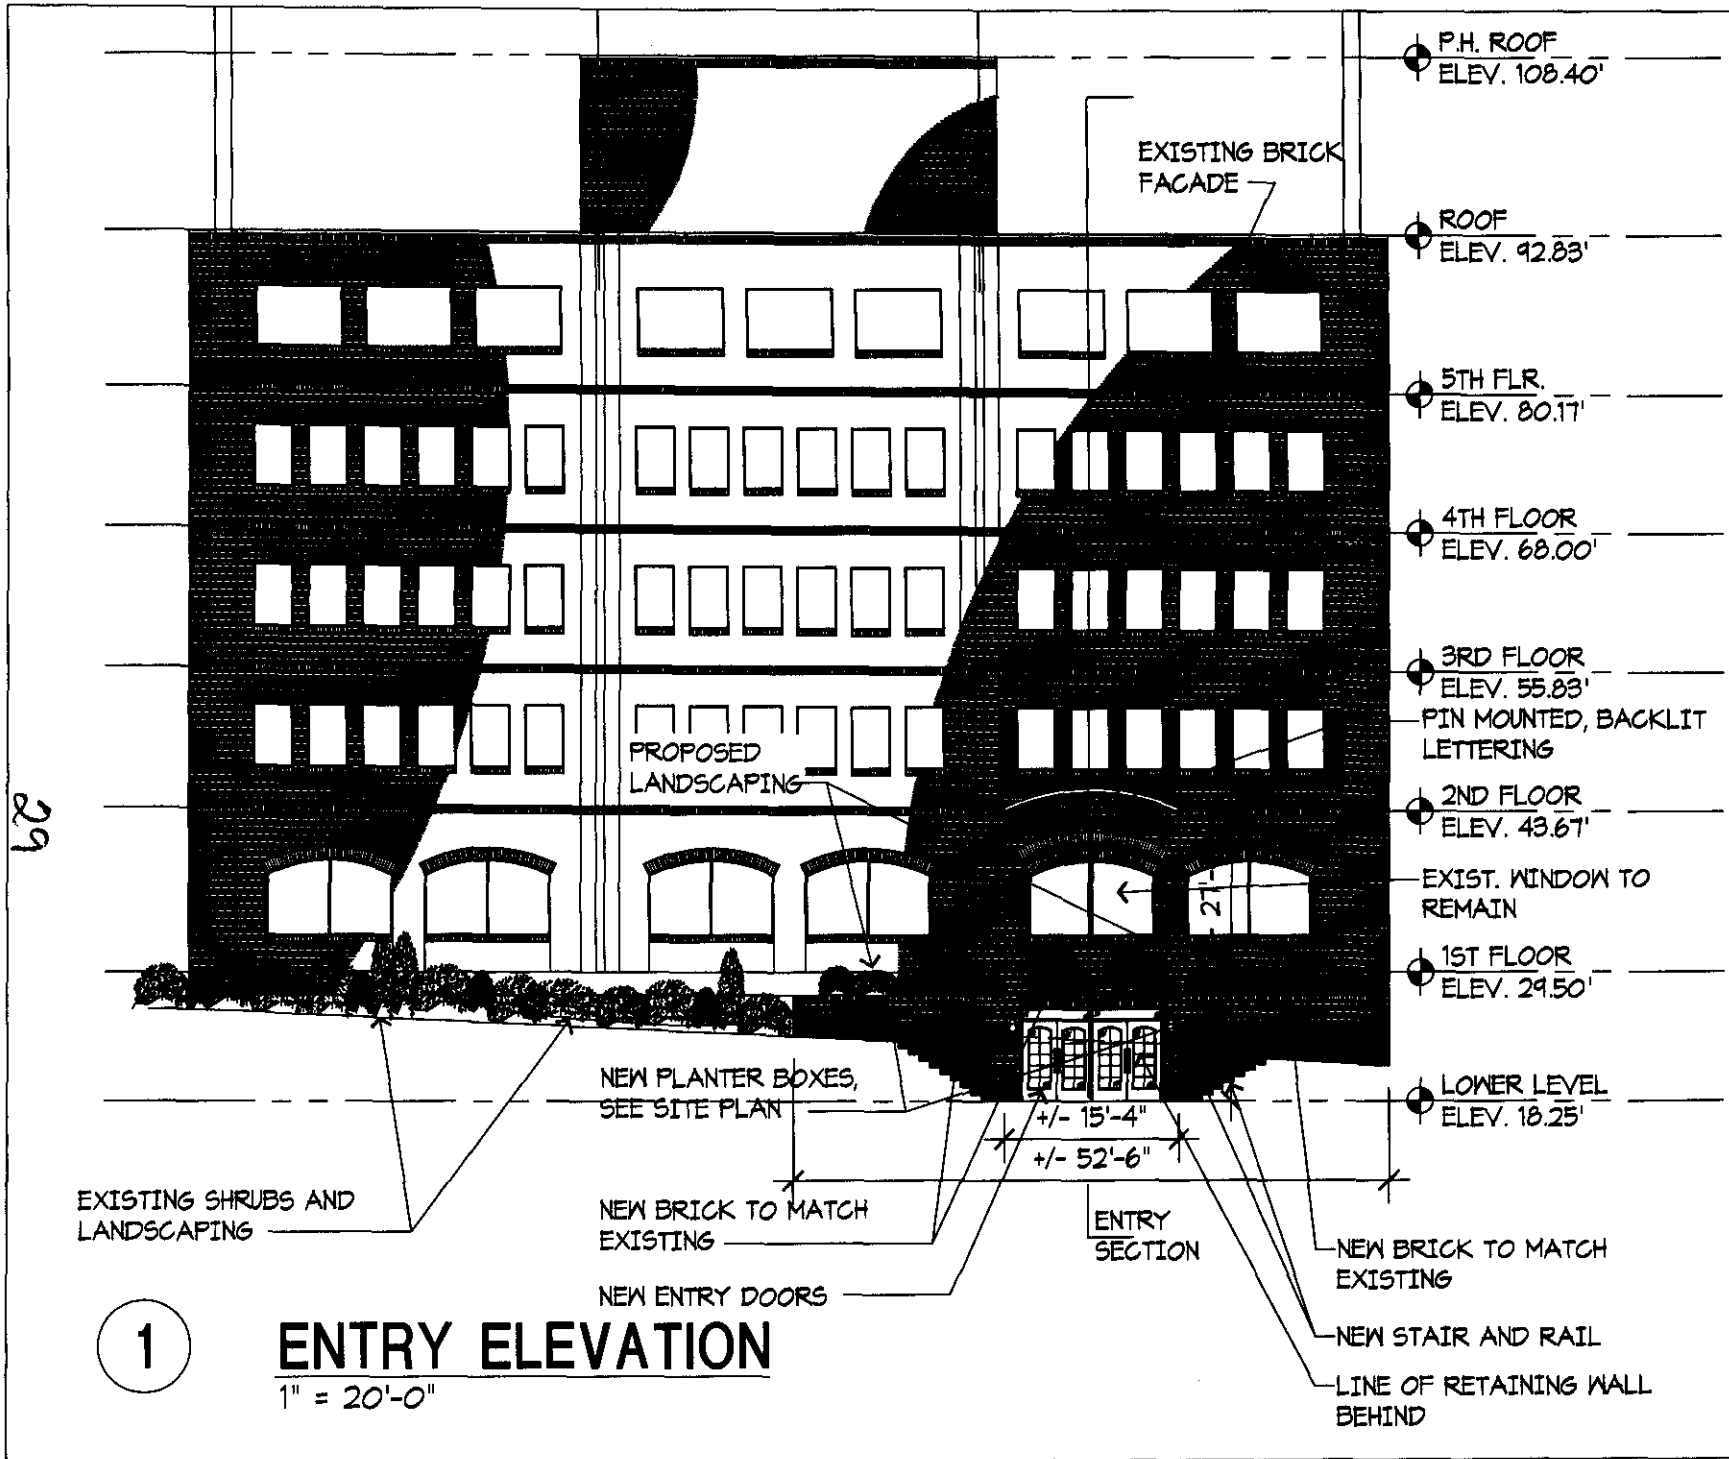 P.H. ROOF
ELEV. 108.40'
EXISTING BRICK
FACADE
ROOF
ELEV. 92.83'
5TH FLR.
ELEV. 80.17'
4TH FLOOR
ELEV. 68.00'
3RD FLOOR
ELEV. 55.83'
PIN MOUNTED, BACKLIT
LETTERING
PROPOSED
LANDSCAPING
2ND FLOOR
ELEV. 43.67'
29
EXIST. WINDOW TO
REMAIN
1ST FLOOR
ELEV. 29.50'
NEW PLANTER BOXES,
SEE SITE PLAN
LOWER LEVEL
ELEV. 18.25'
+/- 15'-4"
+/- 52'-6"
EXISTING SHRUBS AND
LANDSCAPING
NEW BRICK TO MATCH
EXISTING
ENTRY
SECTION
NEW BRICK TO MATCH
EXISTING
NEW ENTRY DOORS
NEW STAIR AND RAIL
LINE OF RETAINING WALL
BEHIND
1
ENTRY ELEVATION
1" = 20'-0"